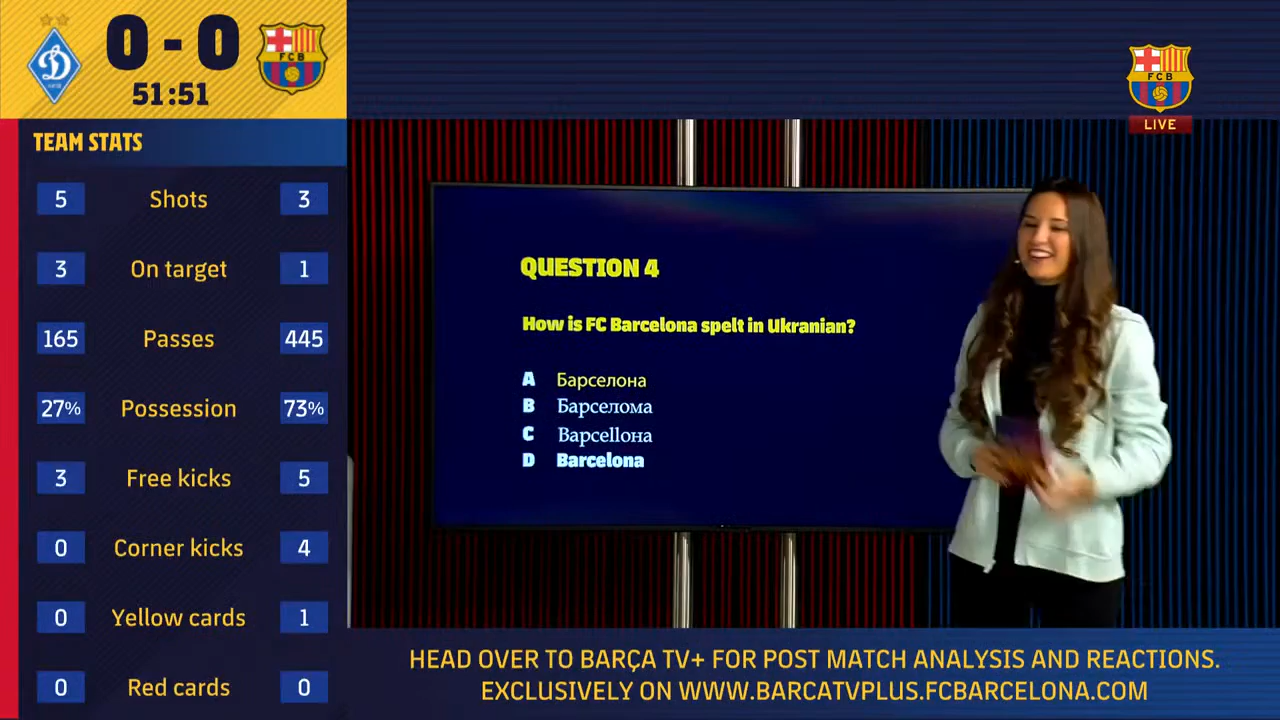 0 - 0
51:51
FCB
TEAM STATS
5 Shots 3
3 On target 1
165 Passes 445
27% Possession 73%
3 Free kicks 5
0 Corner kicks 4
0 Yellow cards 1
0 Red cards 0
FCB
LIVE
QUESTION 4
How is FC Barcelona spelt in Ukranian?
A Барселона
B Барселома
C Barcellона
D Barcelona
HEAD OVER TO BARÇA TV+ FOR POST MATCH ANALYSIS AND REACTIONS.
EXCLUSIVELY ON WWW.BARCATVPLUS.FCBARCELONA.COM